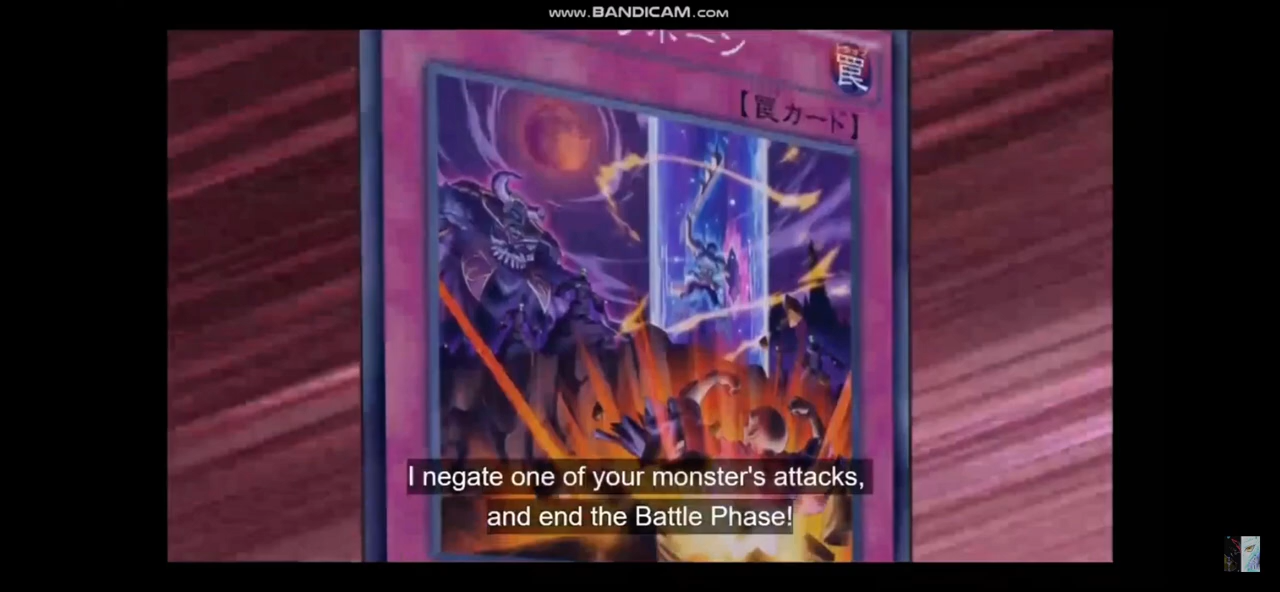 www.BANDICAM.com
罠
【罠カード】
I negate one of your monster's attacks,
and end the Battle Phase!